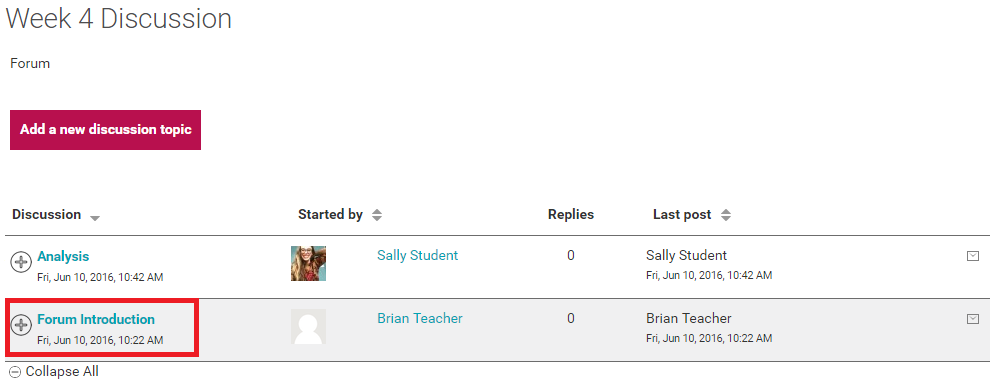 Week 4 Discussion
Forum
Add a new discussion topic
Discussion Started by Replies Last post
Analysis Sally Student 0 Sally Student
Fri, Jun 10, 2016, 10:42 AM Fri, Jun 10, 2016, 10:42 AM
Forum Introduction Brian Teacher 0 Brian Teacher
Fri, Jun 10, 2016, 10:22 AM Fri, Jun 10, 2016, 10:22 AM
Collapse All